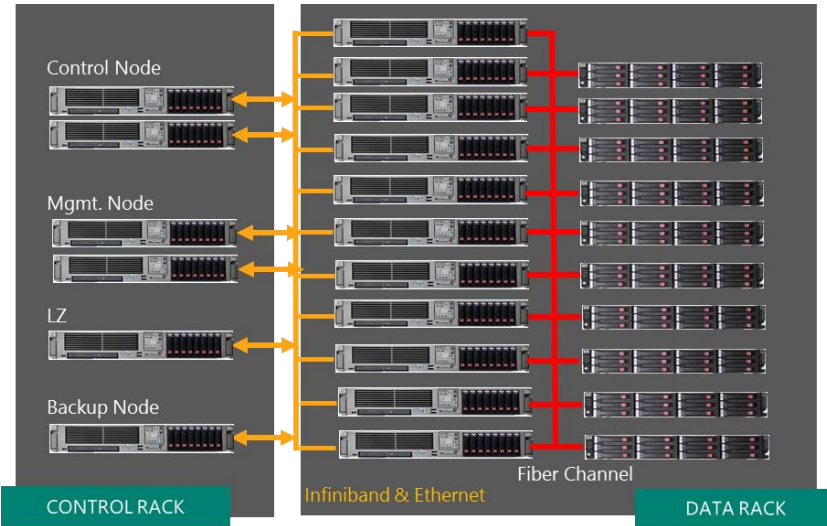 Control Node
Mgmt. Node
LZ
Backup Node
CONTROL RACK
Fiber Channel
Infiniband & Ethernet
DATA RACK